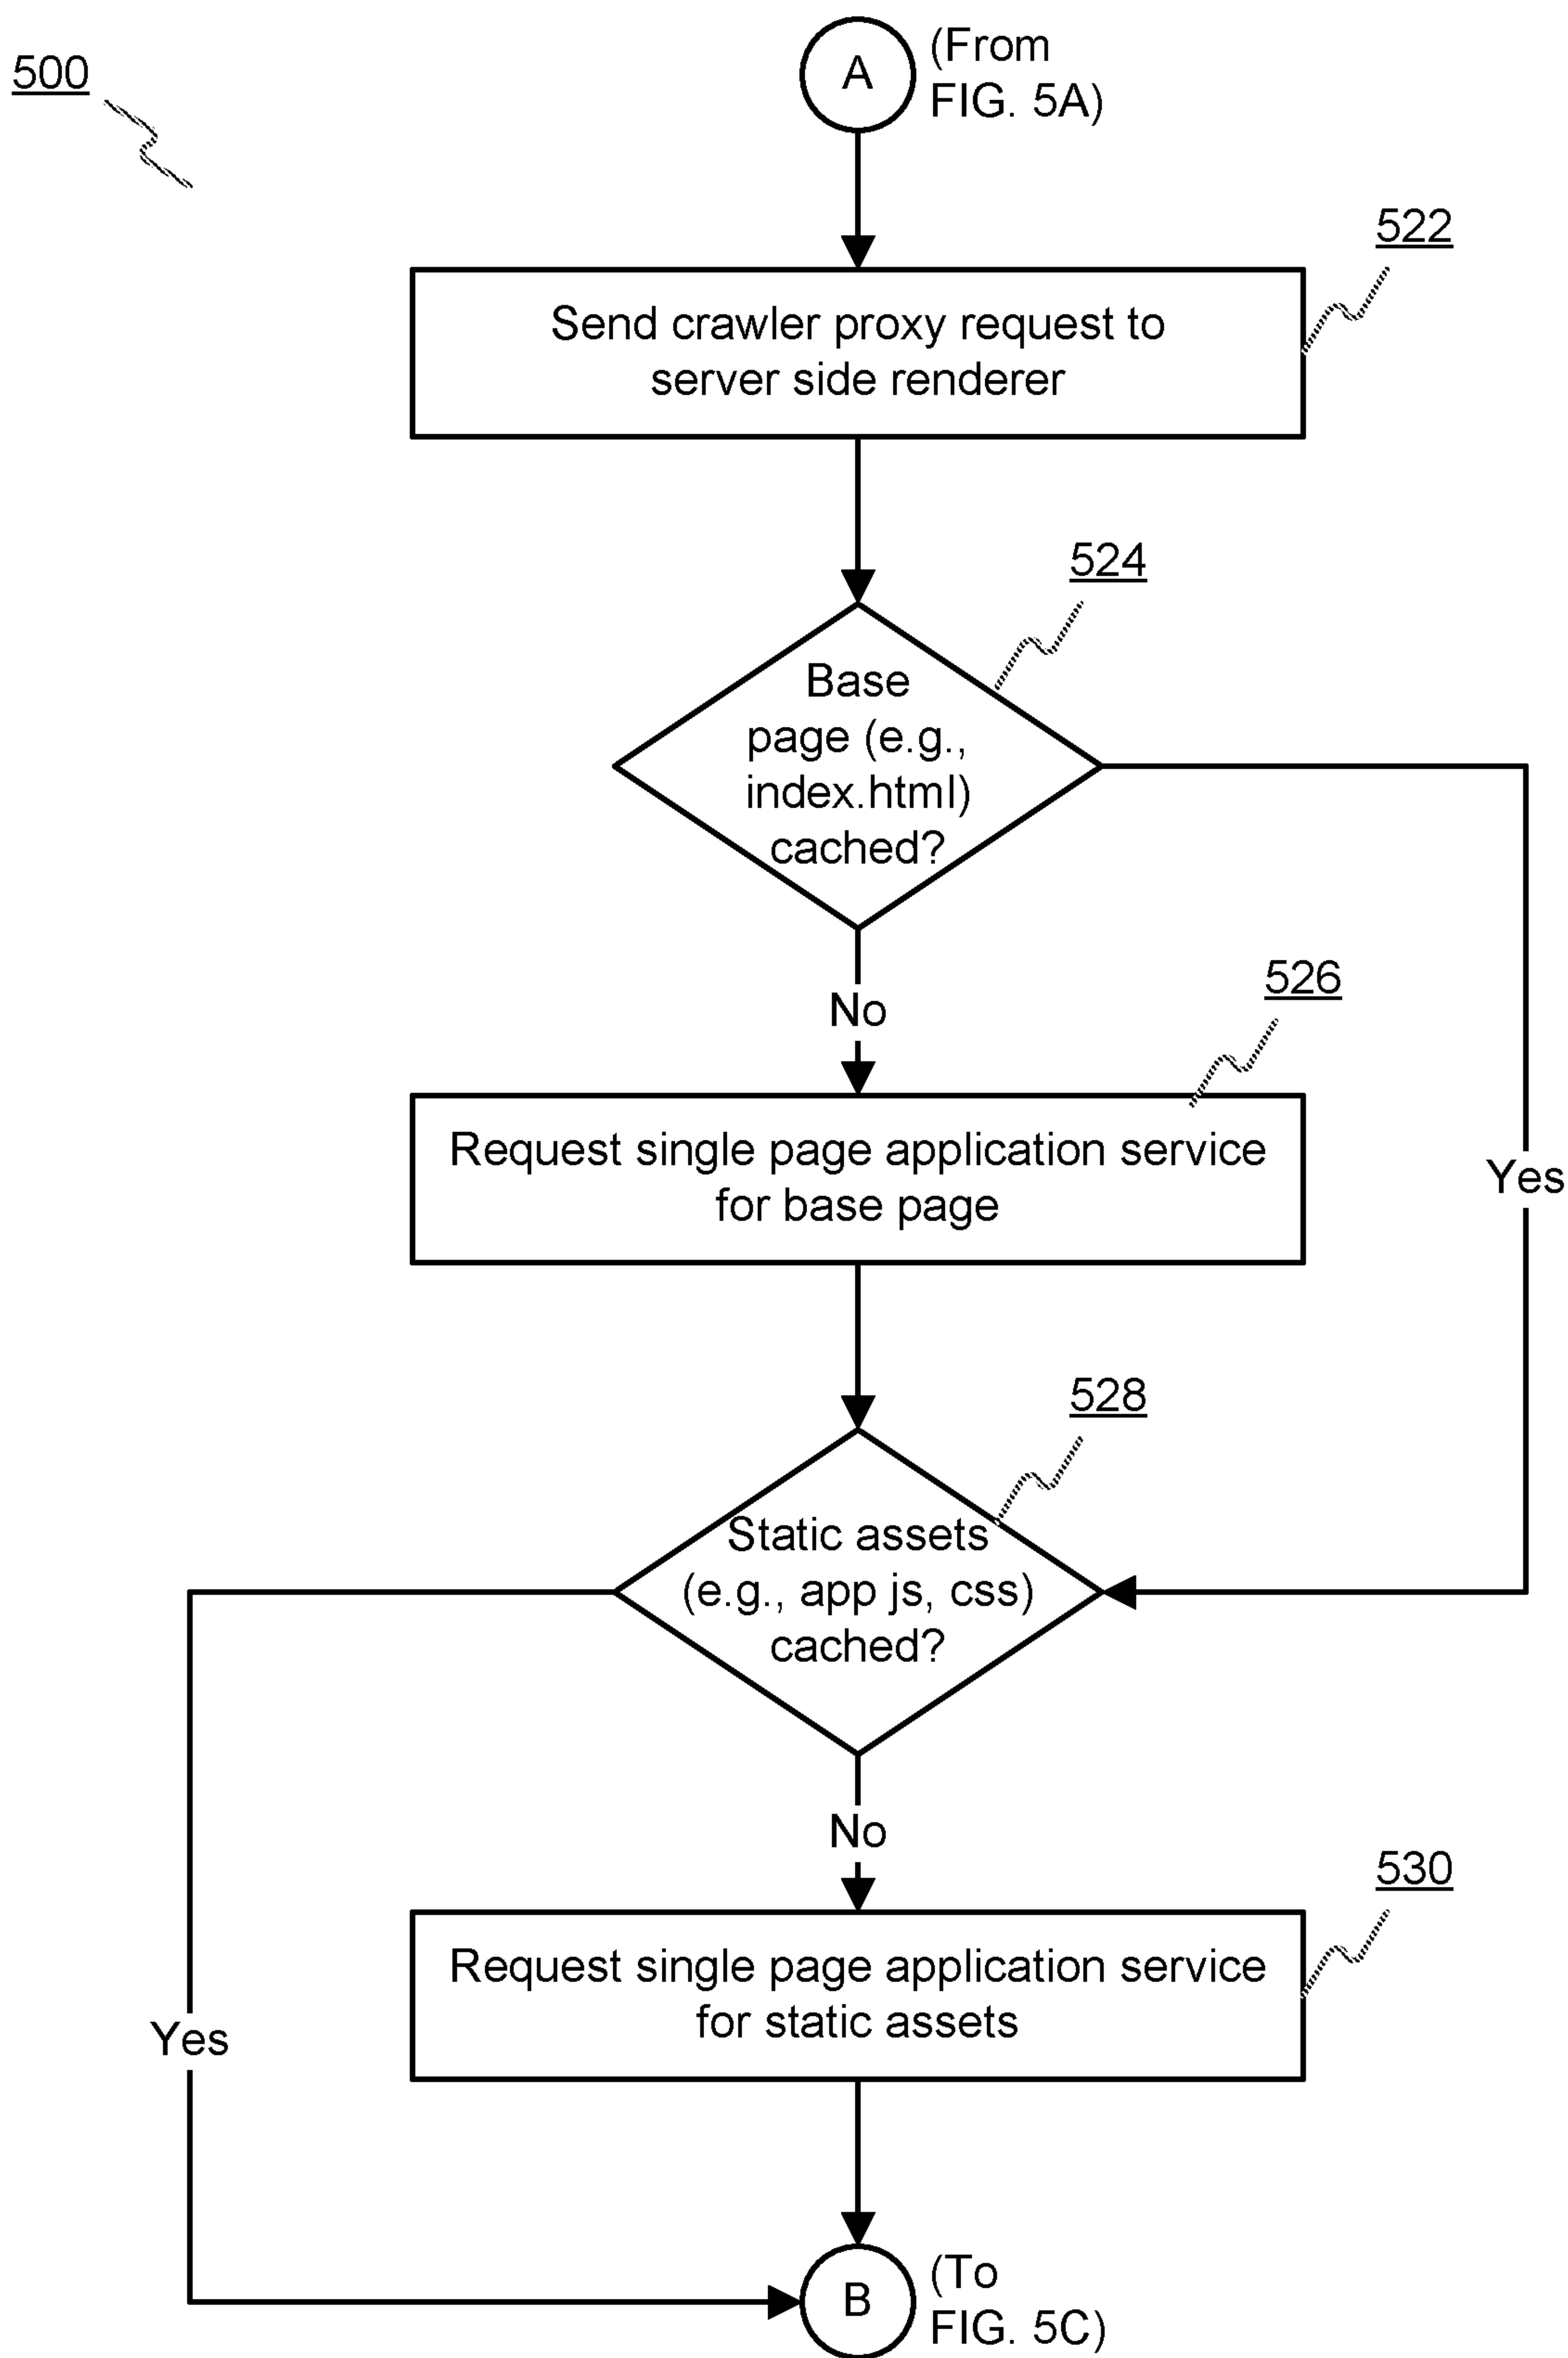 500
A
(From
FIG. 5A)
522
Send crawler proxy request to
server side renderer
524
Base
page (e.g.,
index.html)
cached?
No
526
Request single page application service
for base page
Yes
528
Static assets
(e.g., app js, css)
cached?
No
530
Request single page application service
for static assets
Yes
B
(To
FIG. 5C)